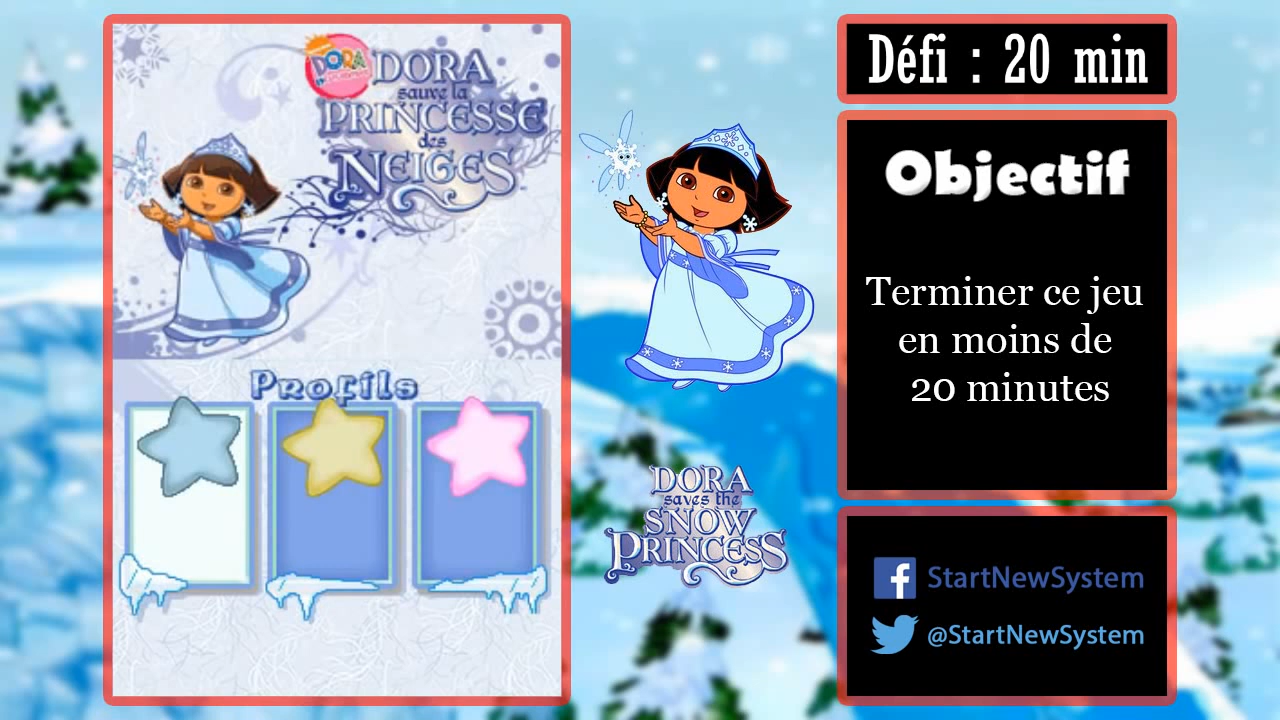 DORA
DORA
sauve la
PRINCESSE
des
NEIGES
Profils
DORA
saves the
SNOW
PRINCESS
Défi : 20 min
Objectif
Terminer ce jeu
en moins de
20 minutes
StartNewSystem
@StartNewSystem